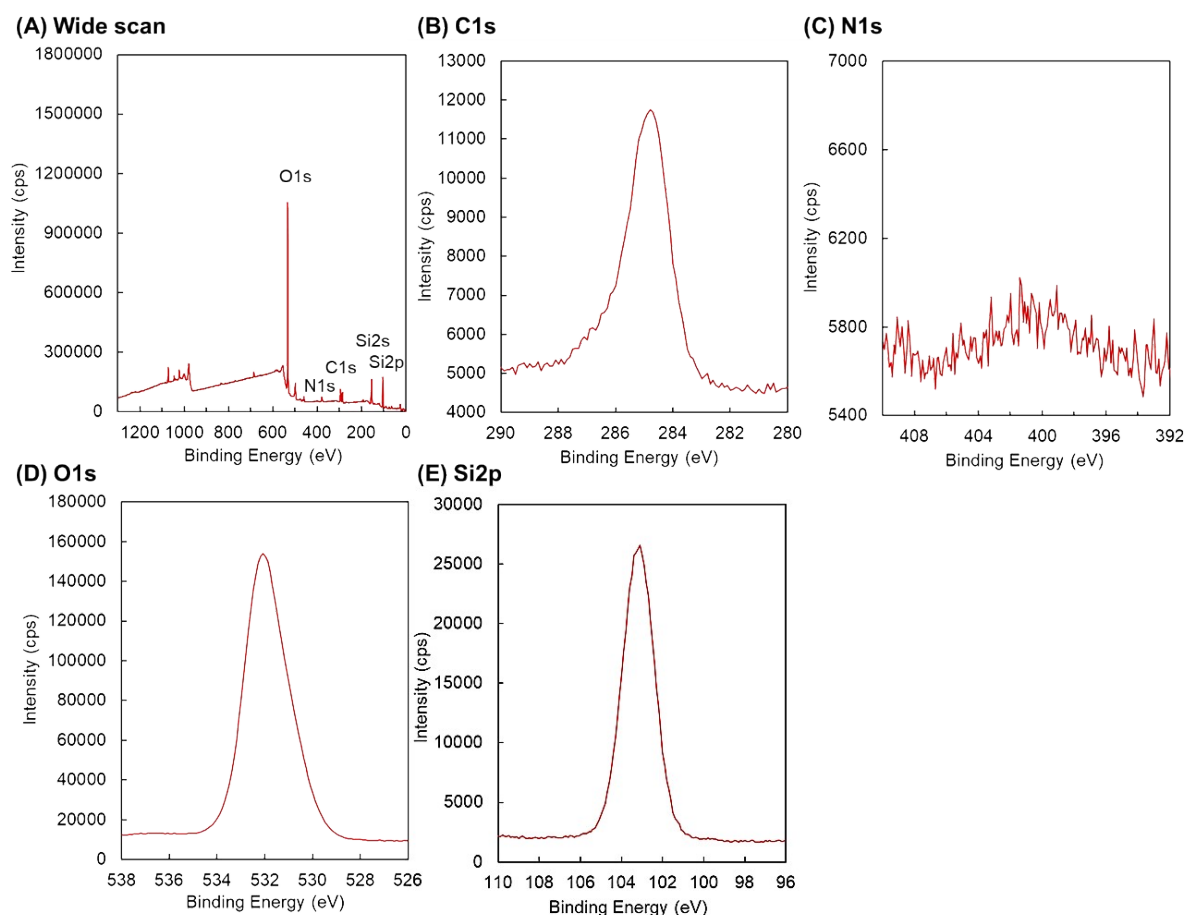 (A) Wide scan
1800000
1500000
1200000
900000
600000
300000
0
Intensity (cps)
O1s
Si2s
C1s
Si2p
N1s
1200 1000 800 600 400 200 0
Binding Energy (eV)
(B) C1s
13000
12000
11000
10000
9000
8000
7000
6000
5000
4000
Intensity (cps)
290 288 286 284 282 280
Binding Energy (eV)
(C) N1s
7000
6600
6200
5800
5400
Intensity (cps)
408 404 400 396 392
Binding Energy (eV)
(D) O1s
180000
160000
140000
120000
100000
80000
60000
40000
20000
0
Intensity (cps)
538 536 534 532 530 528 526
Binding Energy (eV)
(E) Si2p
30000
25000
20000
15000
10000
5000
0
Intensity (cps)
110 108 106 104 102 100 98 96
Binding Energy (eV)